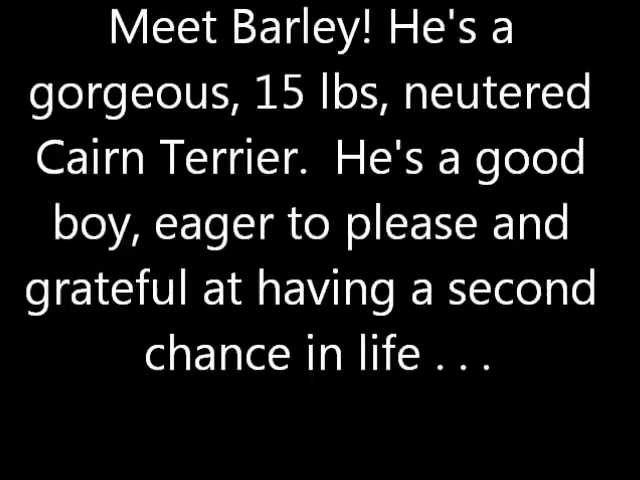 Meet Barley! He's a
gorgeous, 15 lbs, neutered
Cairn Terrier.  He's a good
boy, eager to please and
grateful at having a second
chance in life . . .